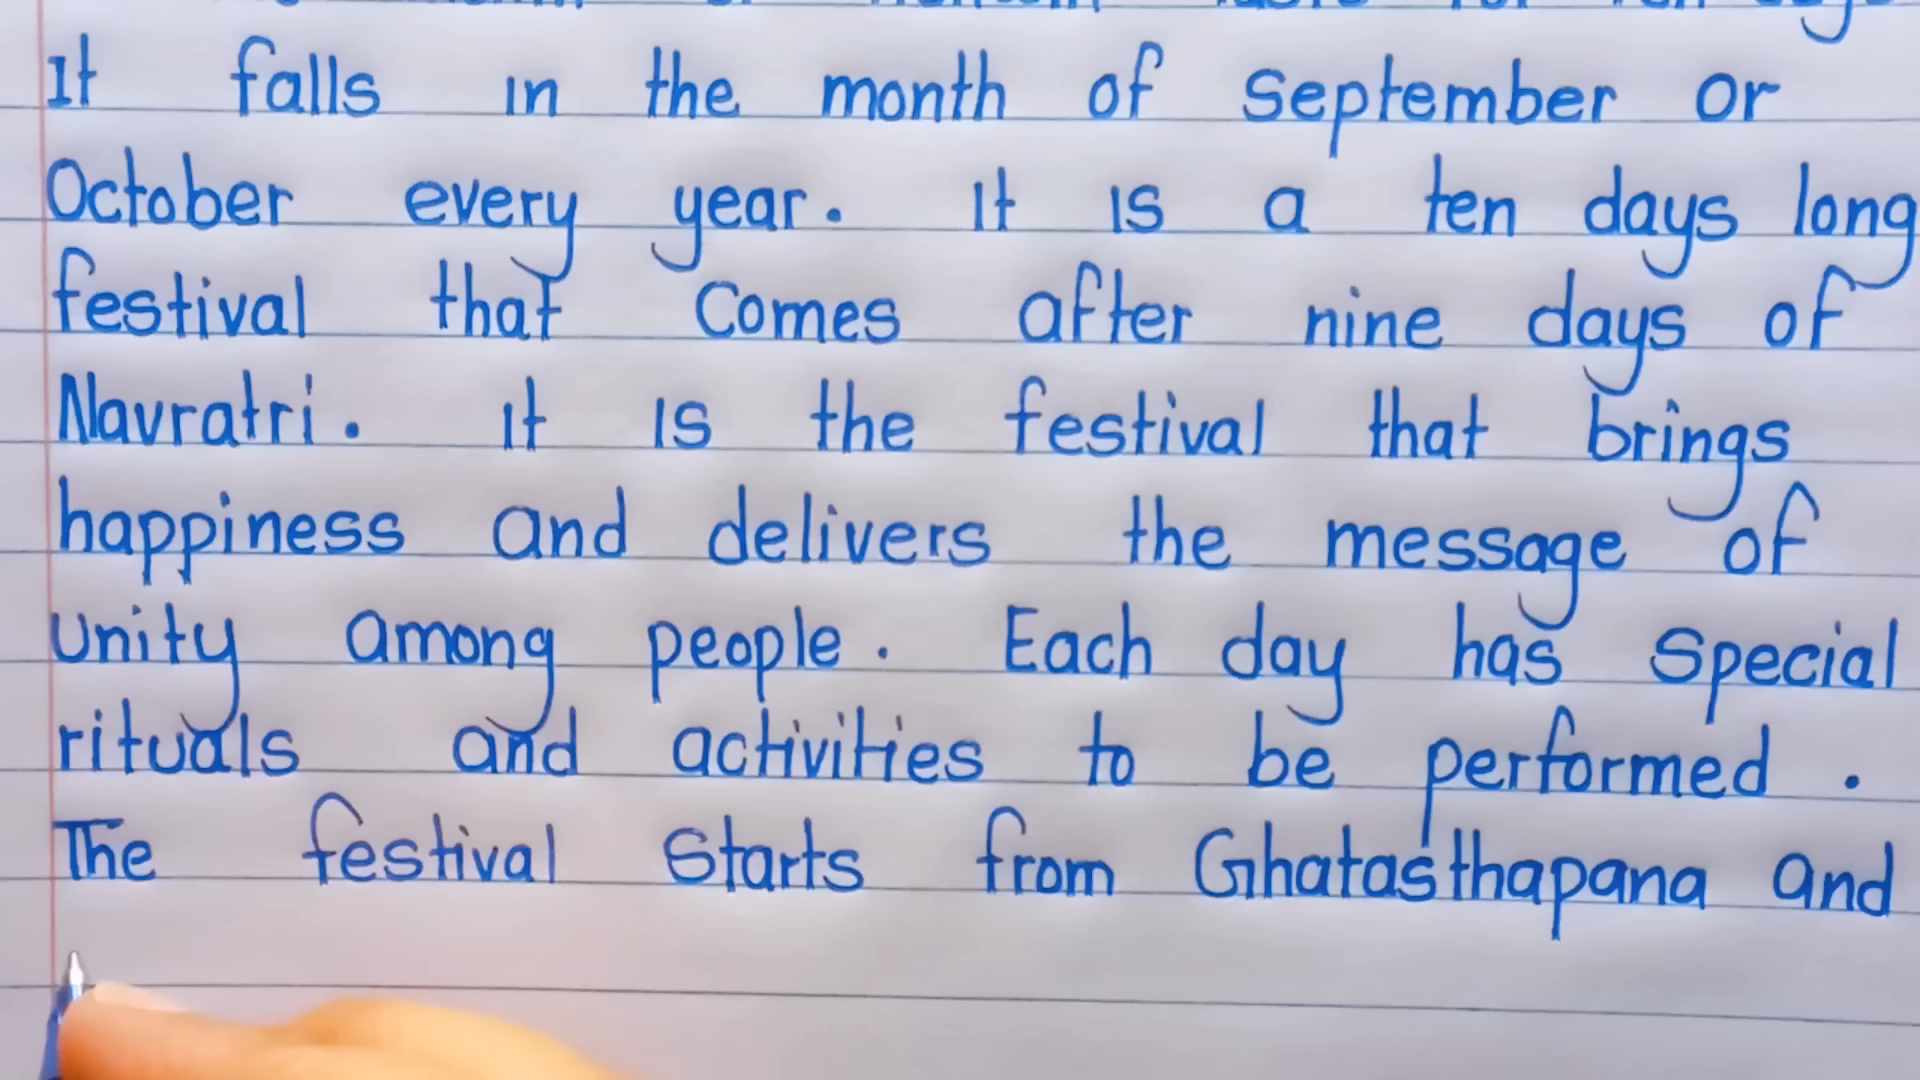 It falls in the month of September or
October every year. It is a ten days long
festival that comes after nine days of
Navratri. It is the festival that brings
happiness and delivers the message of
unity among people. Each day has special
rituals and activities to be performed.
The festival starts from Ghatasthapana and